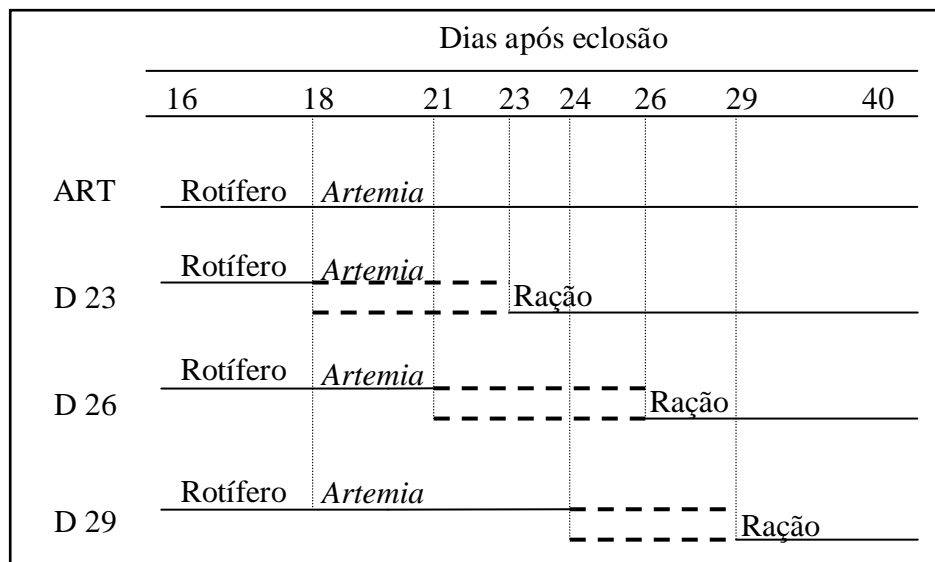 Dias após eclosão
16 18 21 23 24 26 29 40
ART Rotífero Artemia
D 23 Rotífero Artemia Ração
D 26 Rotífero Artemia Ração
D 29 Rotífero Artemia Ração